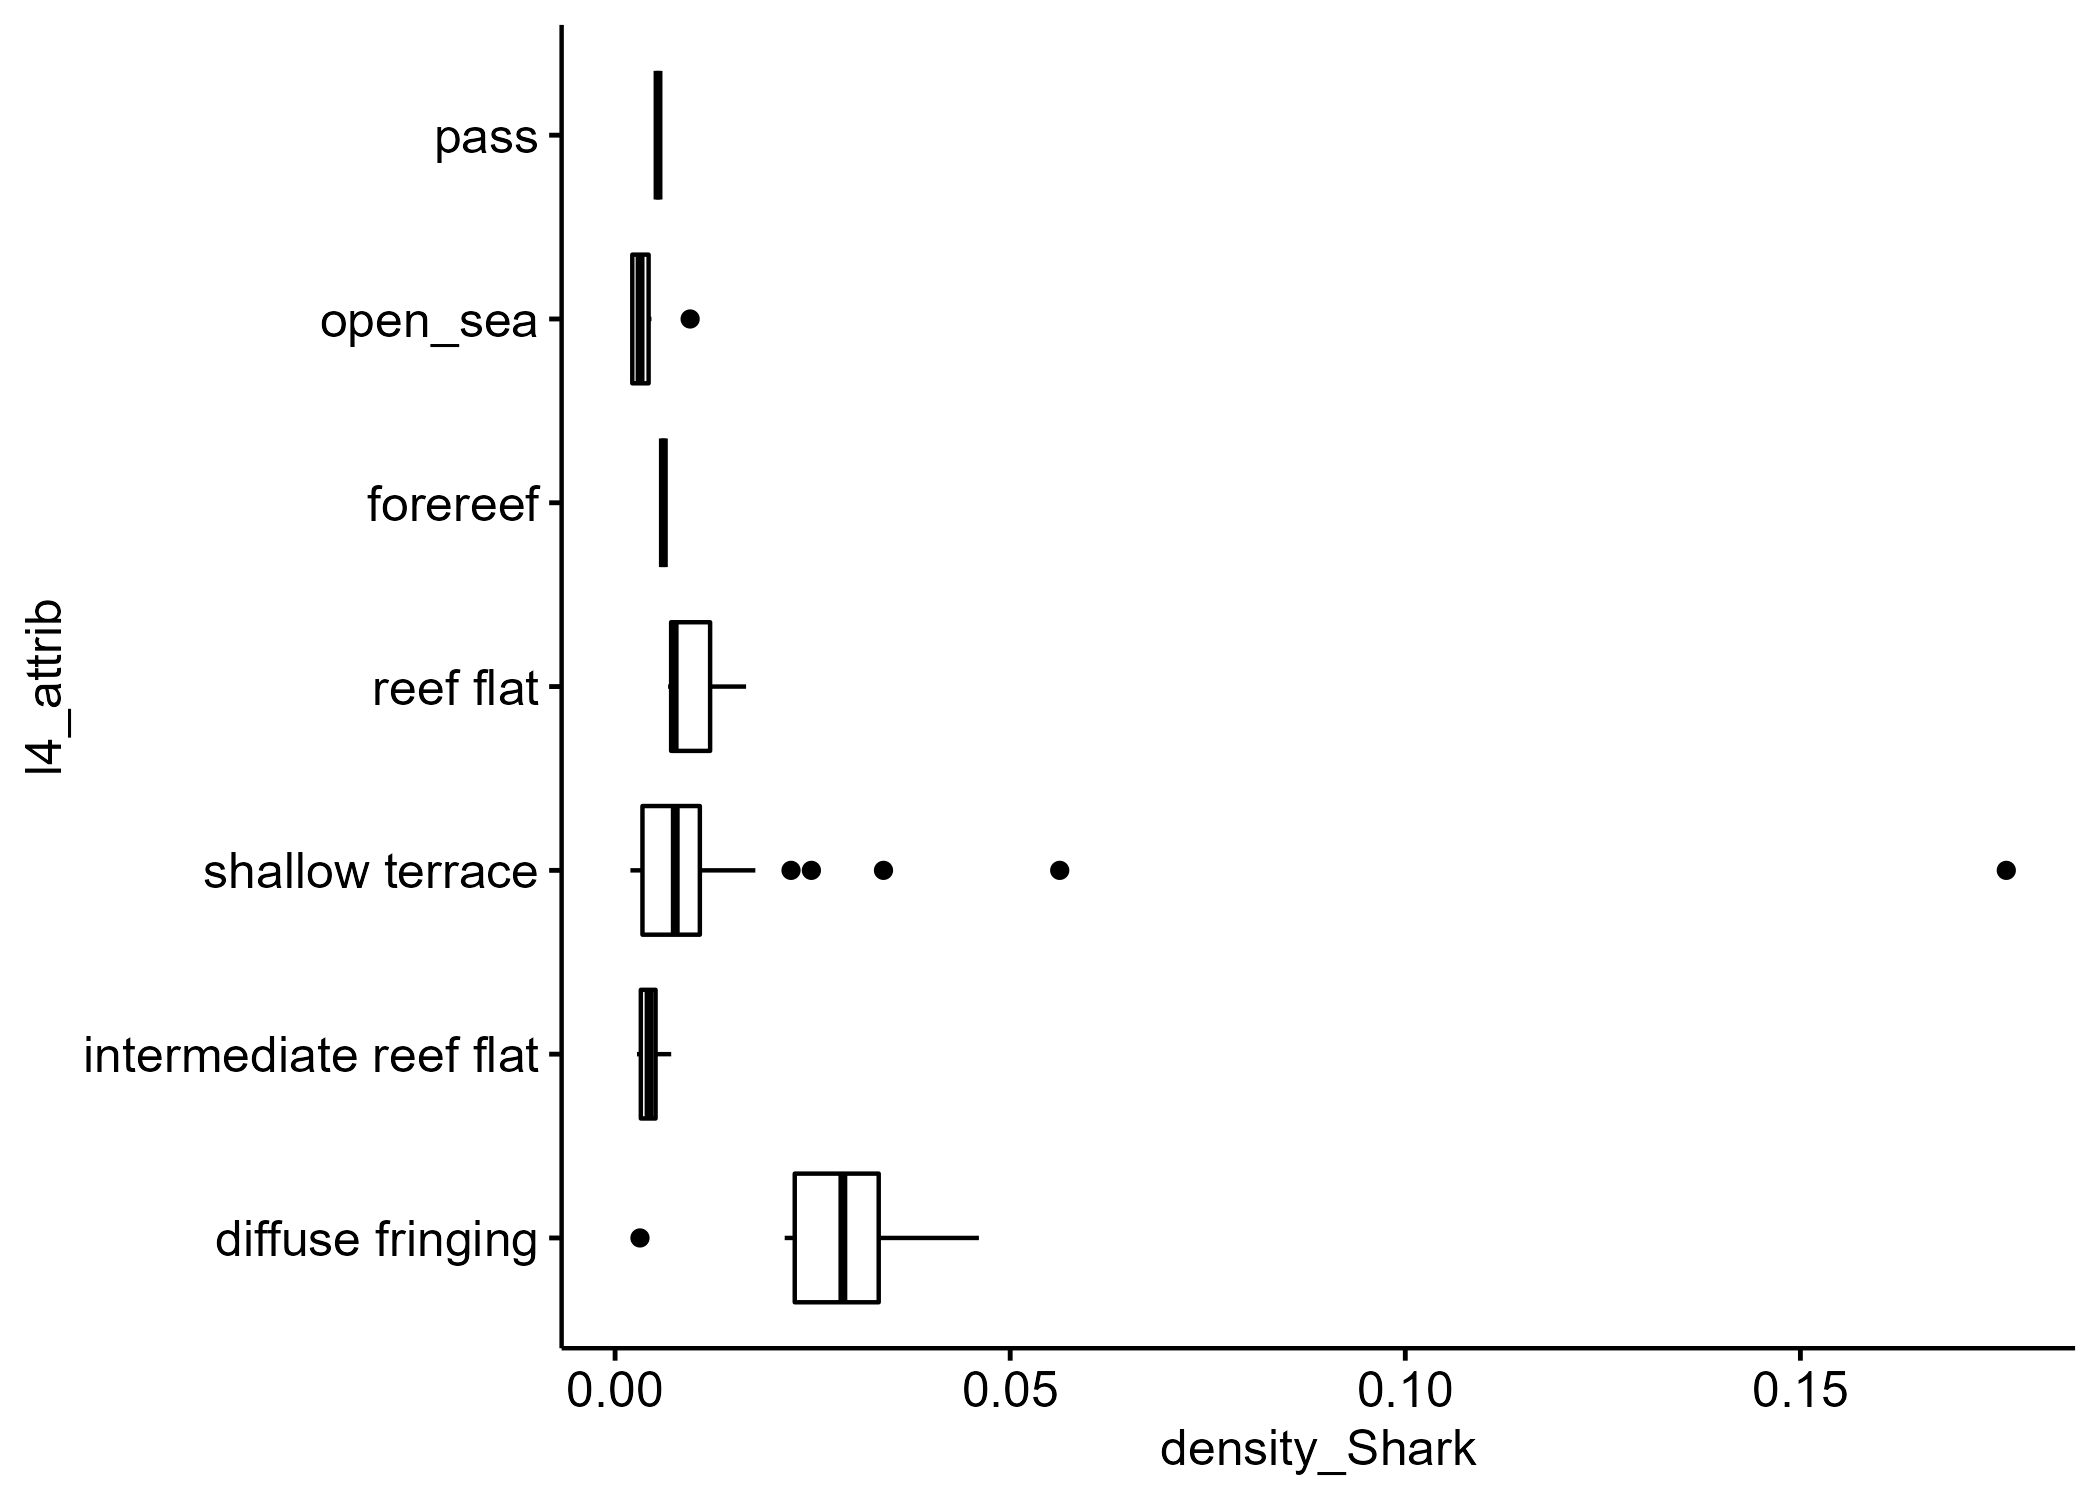 pass
open_sea
forereef
reef flat
shallow terrace
intermediate reef flat
diffuse fringing
l4_attrib
0.00 0.05 0.10 0.15
density_Shark